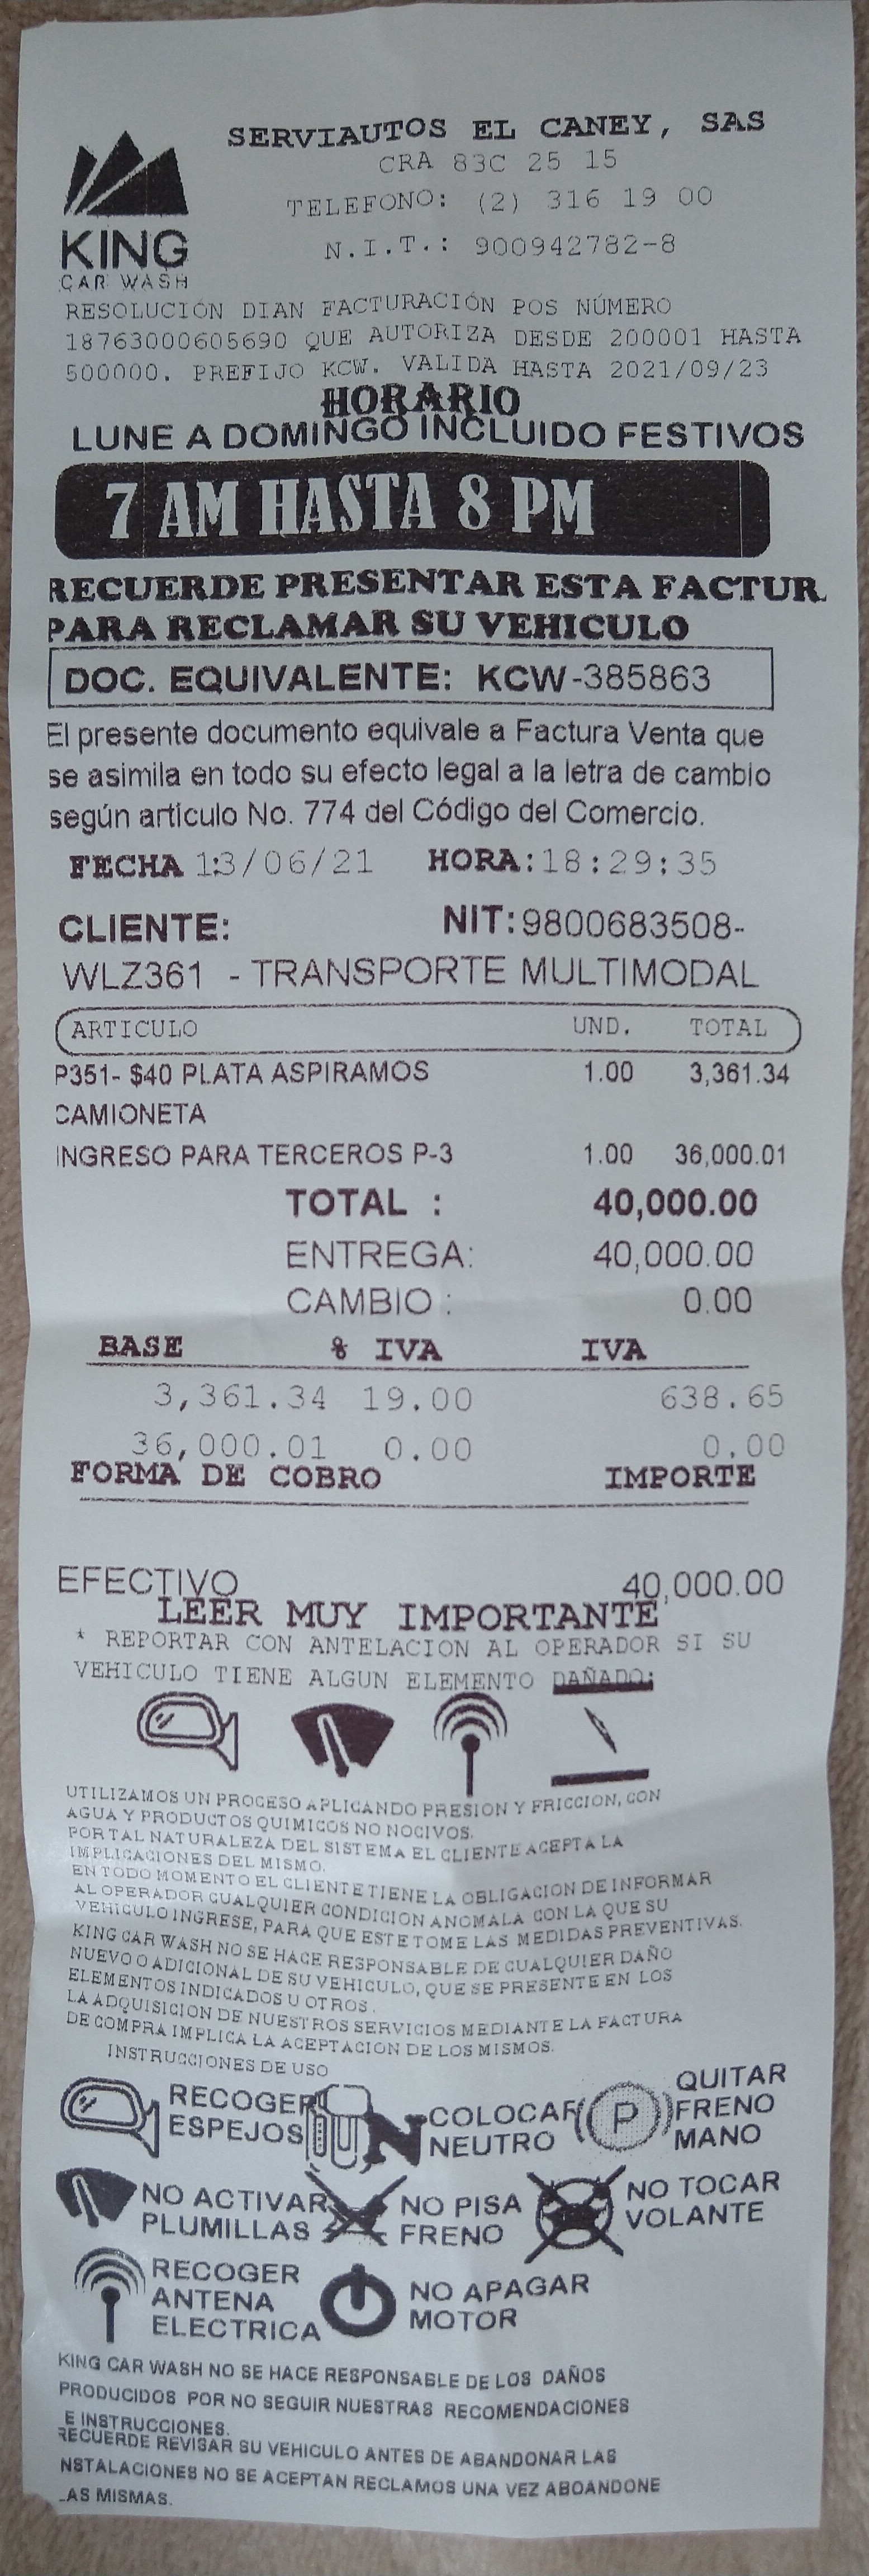 SERVIAUTOS EL CANEY, SAS
CRA 83C 25 15
TELEFONO: (2) 316 19 00
N.I.T.: 900942782-8
KING
CAR WASH
RESOLUCIÓN DIAN FACTURACIÓN POS NÚMERO
18763000605690 QUE AUTORIZA DESDE 200001 HASTA
500000. PREFIJO KCW. VALIDA HASTA 2021/09/23
HORARIO
LUNE A DOMINGO INCLUIDO FESTIVOS
7 AM HASTA 8 PM
RECUERDE PRESENTAR ESTA FACTUR
PARA RECLAMAR SU VEHICULO
DOC. EQUIVALENTE: KCW-385863
El presente documento equivale a Factura Venta que
se asimila en todo su efecto legal a la letra de cambio
según articulo No. 774 del Código del Comercio.
FECHA 13/06/21 HORA:18:29:35
CLIENTE: NIT:9800683508-
WLZ361 - TRANSPORTE MULTIMODAL
ARTICULO UND. TOTAL
P351- $40 PLATA ASPIRAMOS 1.00 3,361.34
CAMIONETA
INGRESO PARA TERCEROS P-3 1.00 36,000.01
TOTAL : 40,000.00
ENTREGA: 40,000.00
CAMBIO : 0.00
BASE % IVA IVA
3,361.34 19.00 638.65
36,000.01 0.00 0.00
FORMA DE COBRO IMPORTE
EFECTIVO 40,000.00
LEER MUY IMPORTANTE
* REPORTAR CON ANTELACION AL OPERADOR SI SU
VEHICULO TIENE ALGUN ELEMENTO DAÑADO:
UTILIZAMOS UN PROCESO APLICANDO PRESION Y FRICCION, CON
AGUA Y PRODUCTOS QUIMICOS NO NOCIVOS.
POR TAL NATURALEZA DEL SISTEMA EL CLIENTE ACEPTA LA
IMPLICACIONES DEL MISMO.
EN TODO MOMENTO EL CLIENTE TIENE LA OBLIGACION DE INFORMAR
AL OPERADOR CUALQUIER CONDICION ANOMALA CON LA QUE SU
VEHICULO INGRESE, PARA QUE ESTE TOME LAS MEDIDAS PREVENTIVAS.
KING CAR WASH NO SE HACE RESPONSABLE DE CUALQUIER DAÑO
NUEVO O ADICIONAL DE SU VEHICULO, QUE SE PRESENTE EN LOS
ELEMENTOS INDICADOS U OTROS.
LA ADQUISICION DE NUESTROS SERVICIOS MEDIANTE LA FACTURA
DE COMPRA IMPLICA LA ACEPTACION DE LOS MISMOS.
INSTRUCCIONES DE USO
RECOGER
ESPEJOS
N COLOCAR
NEUTRO
P QUITAR
FRENO
MANO
NO ACTIVAR
PLUMILLAS
NO PISA
FRENO
NO TOCAR
VOLANTE
RECOGER
ANTENA
ELECTRICA
NO APAGAR
MOTOR
KING CAR WASH NO SE HACE RESPONSABLE DE LOS DAÑOS
PRODUCIDOS POR NO SEGUIR NUESTRAS RECOMENDACIONES
E INSTRUCCIONES.
RECUERDE REVISAR SU VEHICULO ANTES DE ABANDONAR LAS
NSTALACIONES NO SE ACEPTAN RECLAMOS UNA VEZ ABOANDONE
LAS MISMAS.